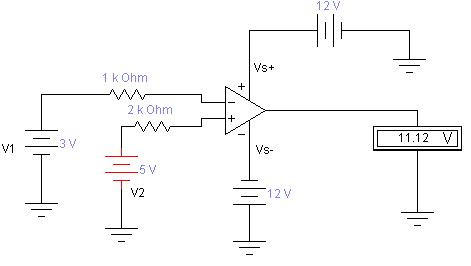 12 V
+
Vs+
1 k Ohm
−
2 k Ohm
+
11.12 V
−
V1
3 V
Vs-
5 V
V2
12 V